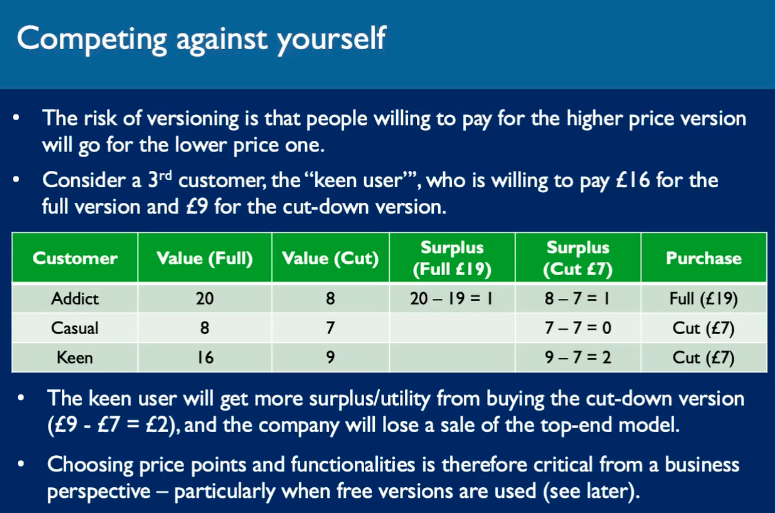 Competing against yourself
• The risk of versioning is that people willing to pay for the higher price version
will go for the lower price one.
• Consider a 3rd customer, the “keen user’”, who is willing to pay £16 for the
full version and £9 for the cut-down version.
Customer Value (Full) Value (Cut) Surplus (Full £19) Surplus (Cut £7) Purchase
Addict 20 8 20 – 19 = 1 8 – 7 = 1 Full (£19)
Casual 8 7 7 – 7 = 0 Cut (£7)
Keen 16 9 9 – 7 = 2 Cut (£7)
• The keen user will get more surplus/utility from buying the cut-down version
(£9 - £7 = £2), and the company will lose a sale of the top-end model.
• Choosing price points and functionalities is therefore critical from a business
perspective – particularly when free versions are used (see later).